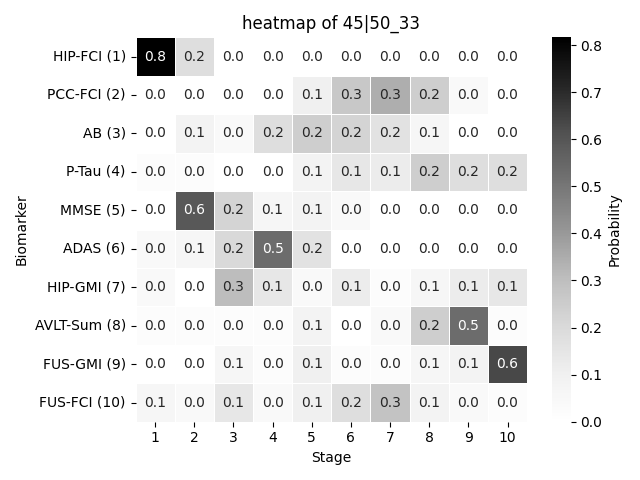 heatmap of 45|50_33
HIP-FCI (1) 0.8 0.2 0.0 0.0 0.0 0.0 0.0 0.0 0.0 0.0
PCC-FCI (2) 0.0 0.0 0.0 0.0 0.1 0.3 0.3 0.2 0.0 0.0
AB (3) 0.0 0.1 0.0 0.2 0.2 0.2 0.2 0.1 0.0 0.0
P-Tau (4) 0.0 0.0 0.0 0.0 0.1 0.1 0.1 0.2 0.2 0.2
MMSE (5) 0.0 0.6 0.2 0.1 0.1 0.0 0.0 0.0 0.0 0.0
ADAS (6) 0.0 0.1 0.2 0.5 0.2 0.0 0.0 0.0 0.0 0.0
HIP-GMI (7) 0.0 0.0 0.3 0.1 0.0 0.1 0.0 0.1 0.1 0.1
AVLT-Sum (8) 0.0 0.0 0.0 0.0 0.1 0.0 0.0 0.2 0.5 0.0
FUS-GMI (9) 0.0 0.0 0.1 0.0 0.1 0.0 0.0 0.1 0.1 0.6
FUS-FCI (10) 0.1 0.0 0.1 0.0 0.1 0.2 0.3 0.1 0.0 0.0
1 2 3 4 5 6 7 8 9 10
Stage
Biomarker
0.8
0.7
0.6
0.5
0.4
0.3
0.2
0.1
0.0
Probability